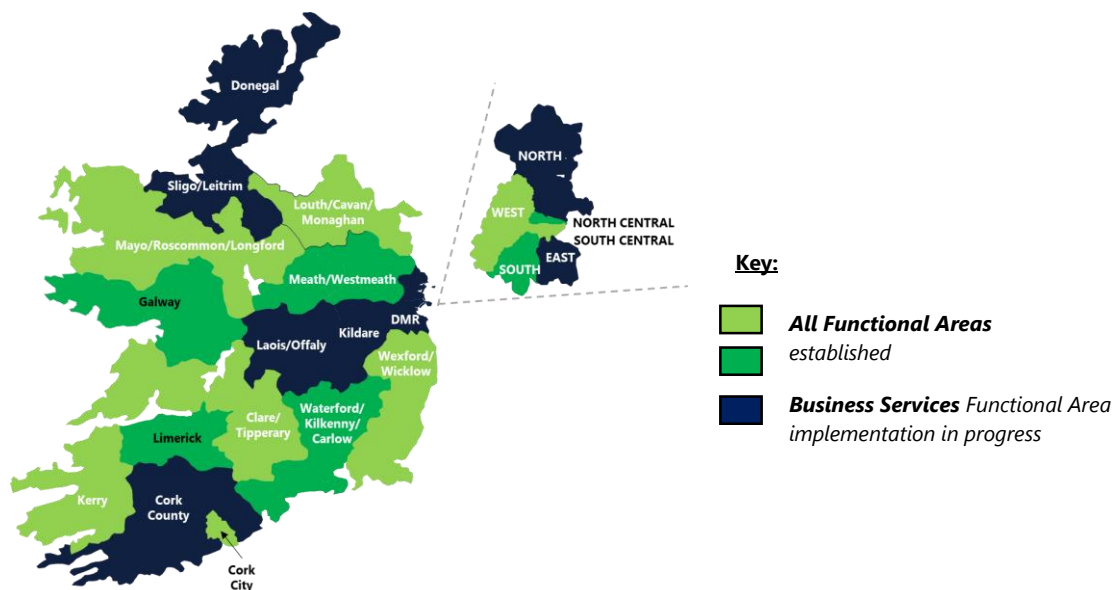 Donegal
Sligo/Leitrim
Louth/Cavan/
Monaghan
Mayo/Roscommon/Longford
Meath/Westmeath
Galway
DMR
Kildare
Laois/Offaly
Wexford/
Wicklow
Clare/
Tipperary
Waterford/
Kilkenny/
Carlow
Limerick
Kerry
Cork
County
Cork
City
NORTH
WEST
NORTH CENTRAL
SOUTH CENTRAL
SOUTH
EAST
Key:
All Functional Areas
established
Business Services Functional Area
implementation in progress